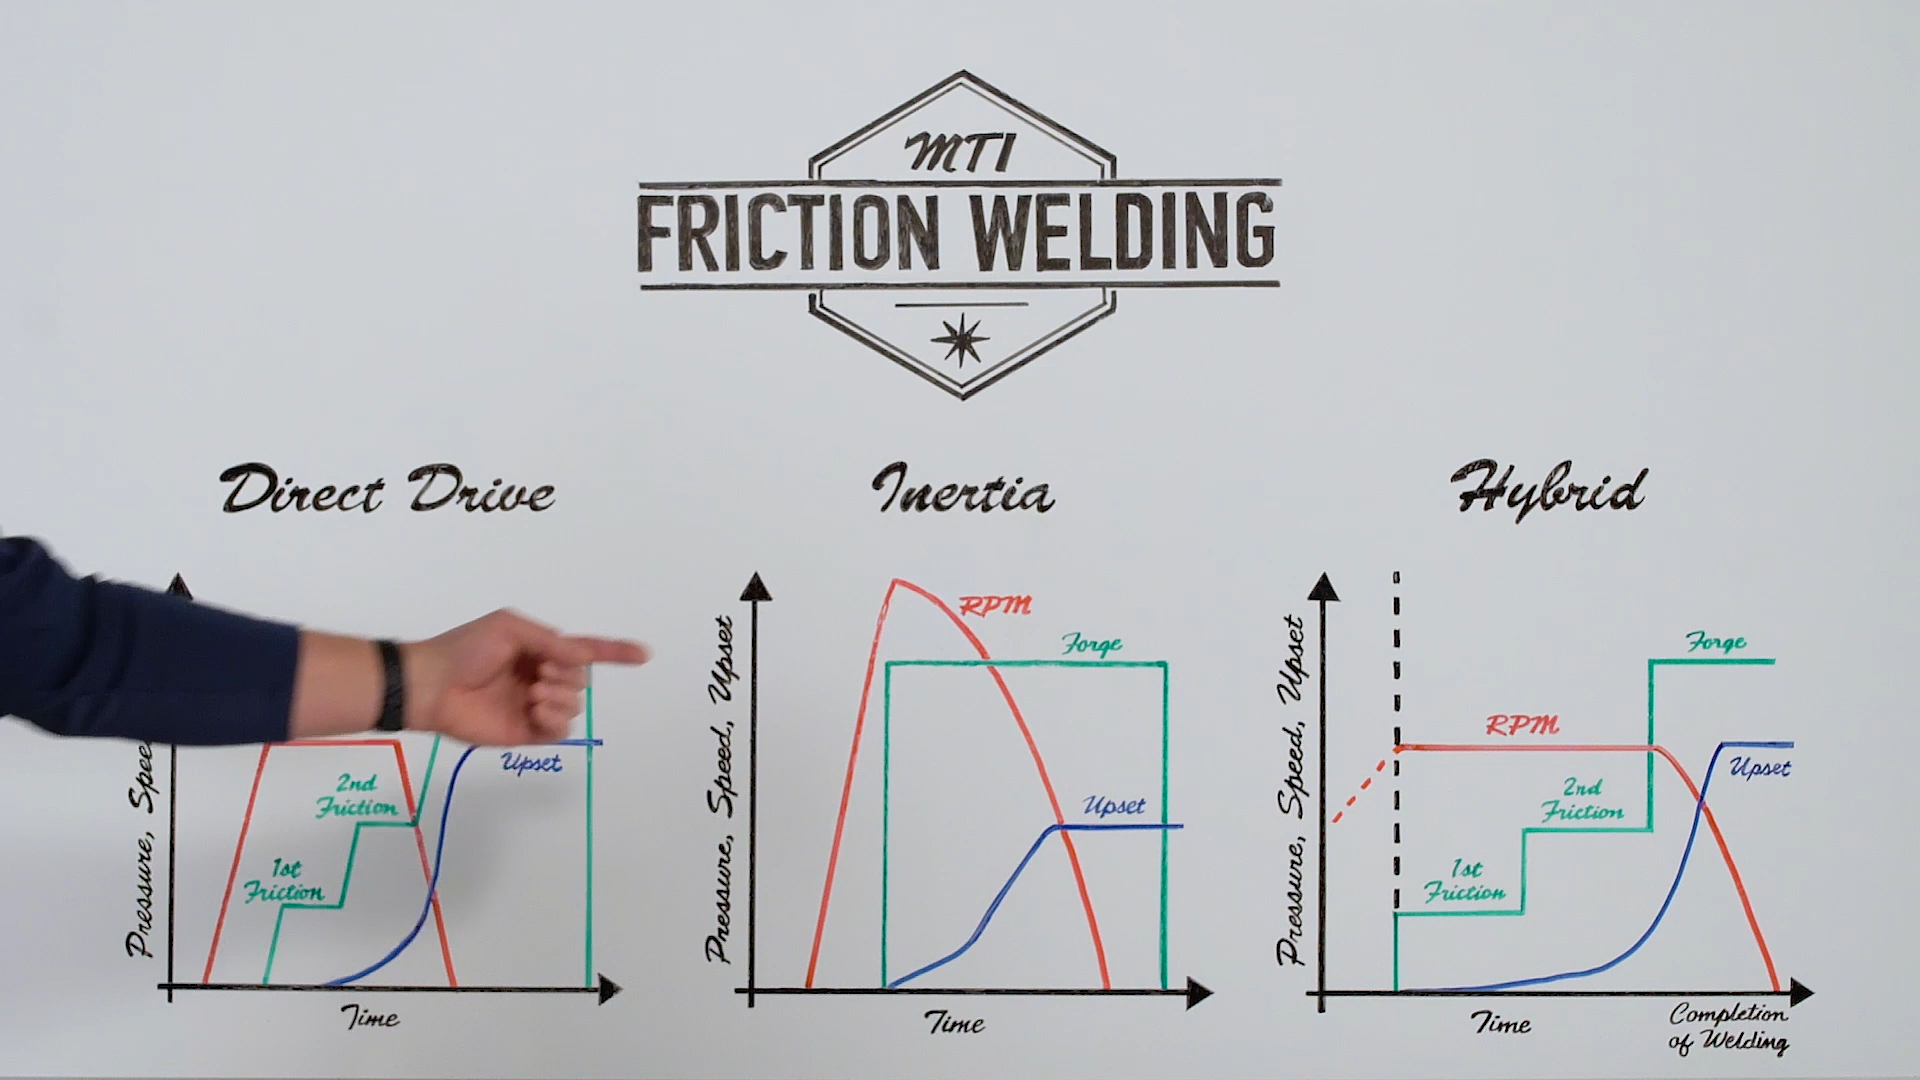 MTI
FRICTION WELDING
Direct Drive
Inertia
Hybrid
Pressure,
2nd
Friction
1st
Friction
Upset
Time
Pressure, Speed, Upset
RPM
Forge
Upset
Time
Pressure, Speed, Upset
Forge
RPM
2nd
Friction
Upset
1st
Friction
Time
Completion
of Welding